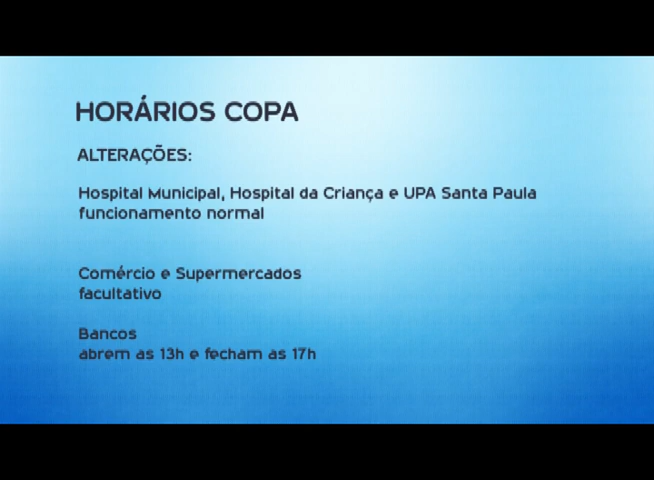 HORÁRIOS COPA
ALTERAÇÕES:
Hospital Municipal, Hospital da Criança e UPA Santa Paula
funcionamento normal
Comércio e Supermercados
facultativo
Bancos
abrem as 13h e fecham as 17h